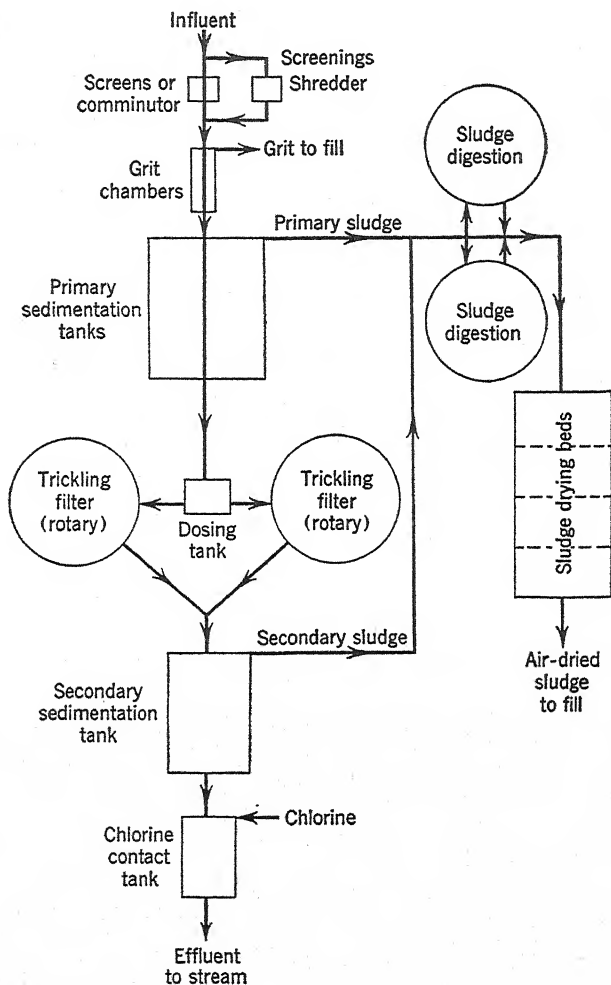 Influent
Screenings
Screens or
comminutor
Shredder
Grit to fill
Grit
chambers
Sludge
digestion
Primary sludge
Primary
sedimentation
tanks
Sludge
digestion
Trickling
filter
(rotary)
Dosing
tank
Trickling
filter
(rotary)
Sludge drying beds
Secondary sludge
Secondary
sedimentation
tank
Air-dried
sludge
to fill
Chlorine
Chlorine
contact
tank
Effluent
to stream